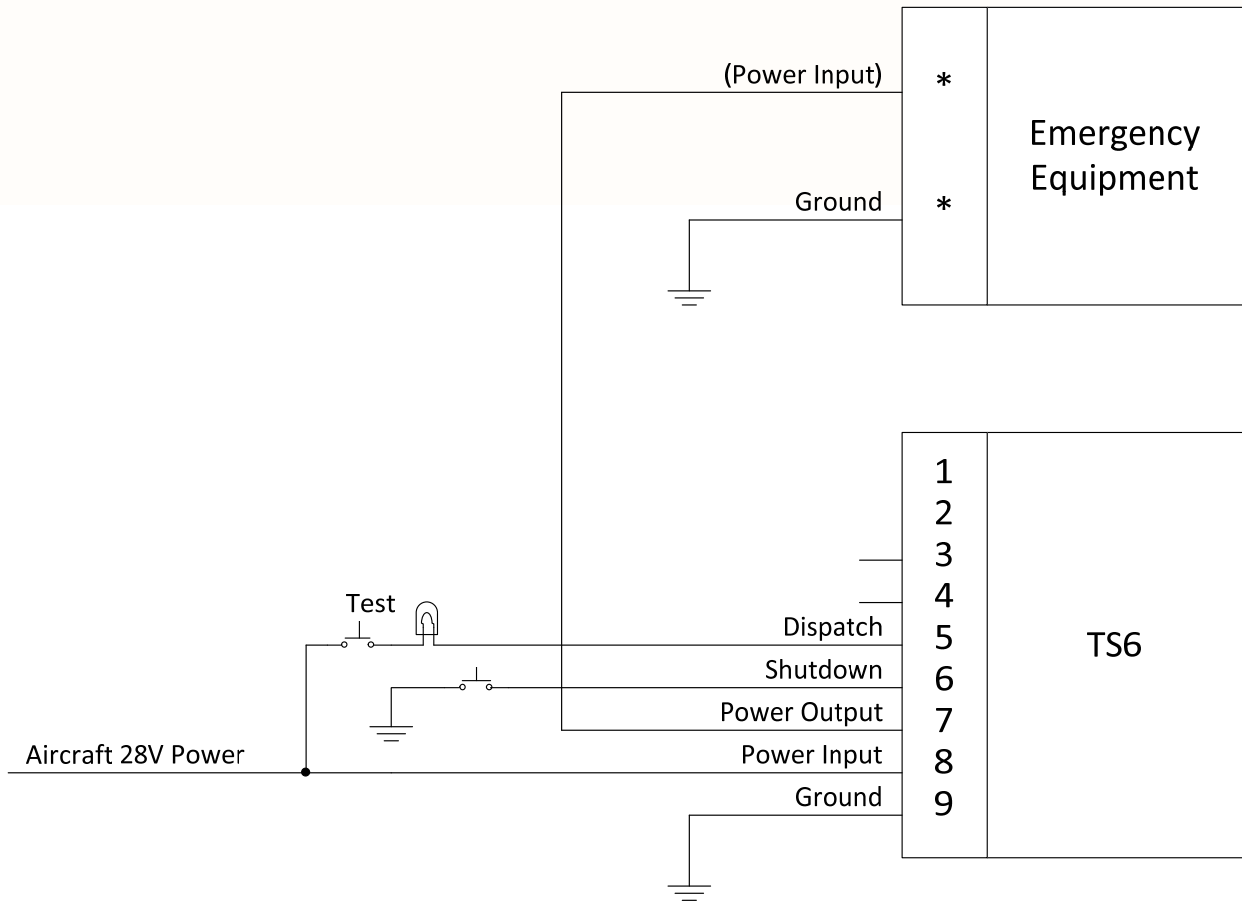 (Power Input)
*
Emergency
Equipment
Ground
*
1
2
3
4
Test
Dispatch
5
TS6
Shutdown
6
Power Output
7
Aircraft 28V Power
Power Input
8
Ground
9